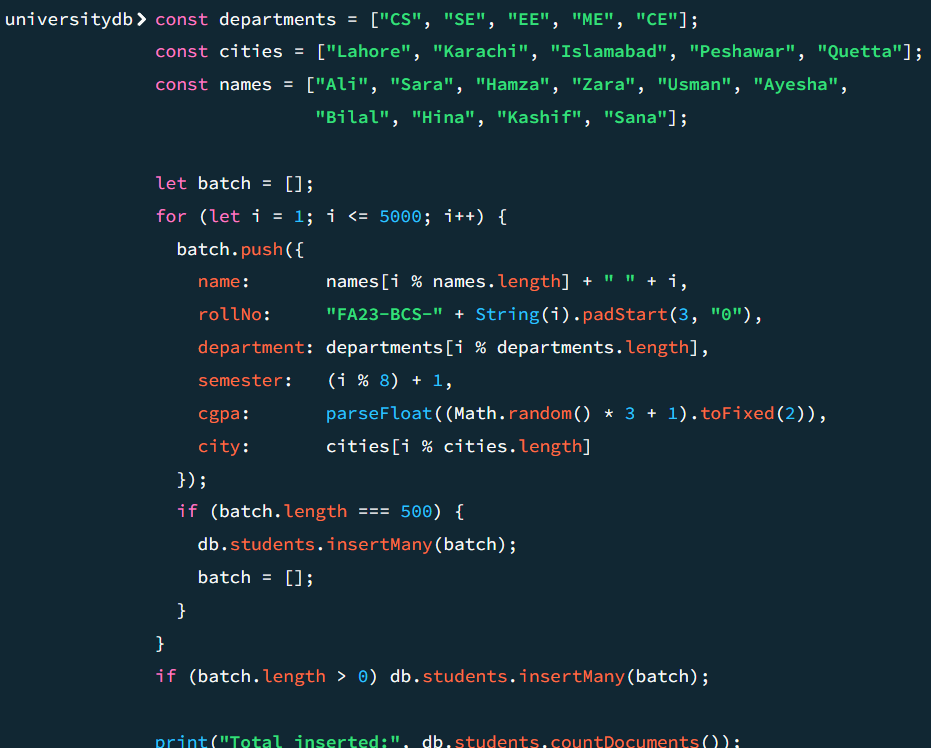 universitydb> const departments = ["CS", "SE", "EE", "ME", "CE"];
const cities = ["Lahore", "Karachi", "Islamabad", "Peshawar", "Quetta"];
const names = ["Ali", "Sara", "Hamza", "Zara", "Usman", "Ayesha",
"Bilal", "Hina", "Kashif", "Sana"];
let batch = [];
for (let i = 1; i <= 5000; i++) {
batch.push({
name: names[i % names.length] + " " + i,
rollNo: "FA23-BCS-" + String(i).padStart(3, "0"),
department: departments[i % departments.length],
semester: (i % 8) + 1,
cgpa: parseFloat((Math.random() * 3 + 1).toFixed(2)),
city: cities[i % cities.length]
});
if (batch.length === 500) {
db.students.insertMany(batch);
batch = [];
}
}
if (batch.length > 0) db.students.insertMany(batch);
print("Total inserted:", db.students.countDocuments());